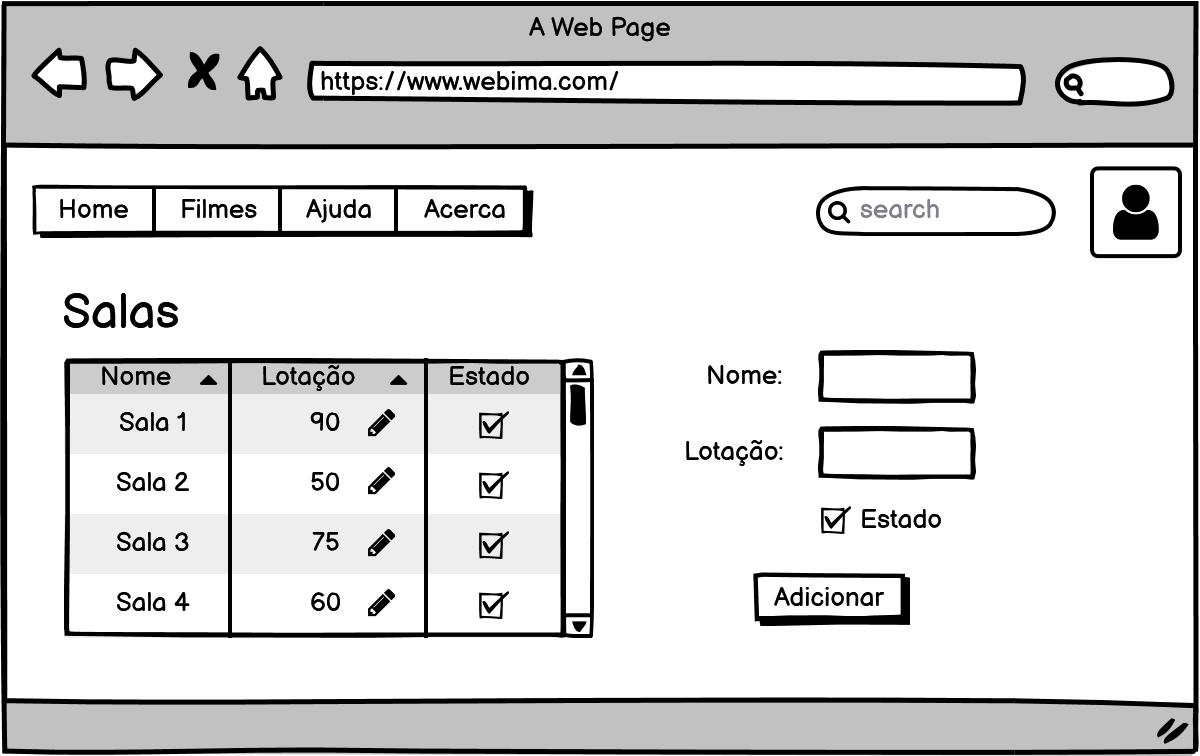 A Web Page
https://www.webima.com/
Home Filmes Ajuda Acerca
search
Salas
Nome Lotação Estado
Sala 1 90
Sala 2 50
Sala 3 75
Sala 4 60
Nome:
Lotação:
Estado
Adicionar